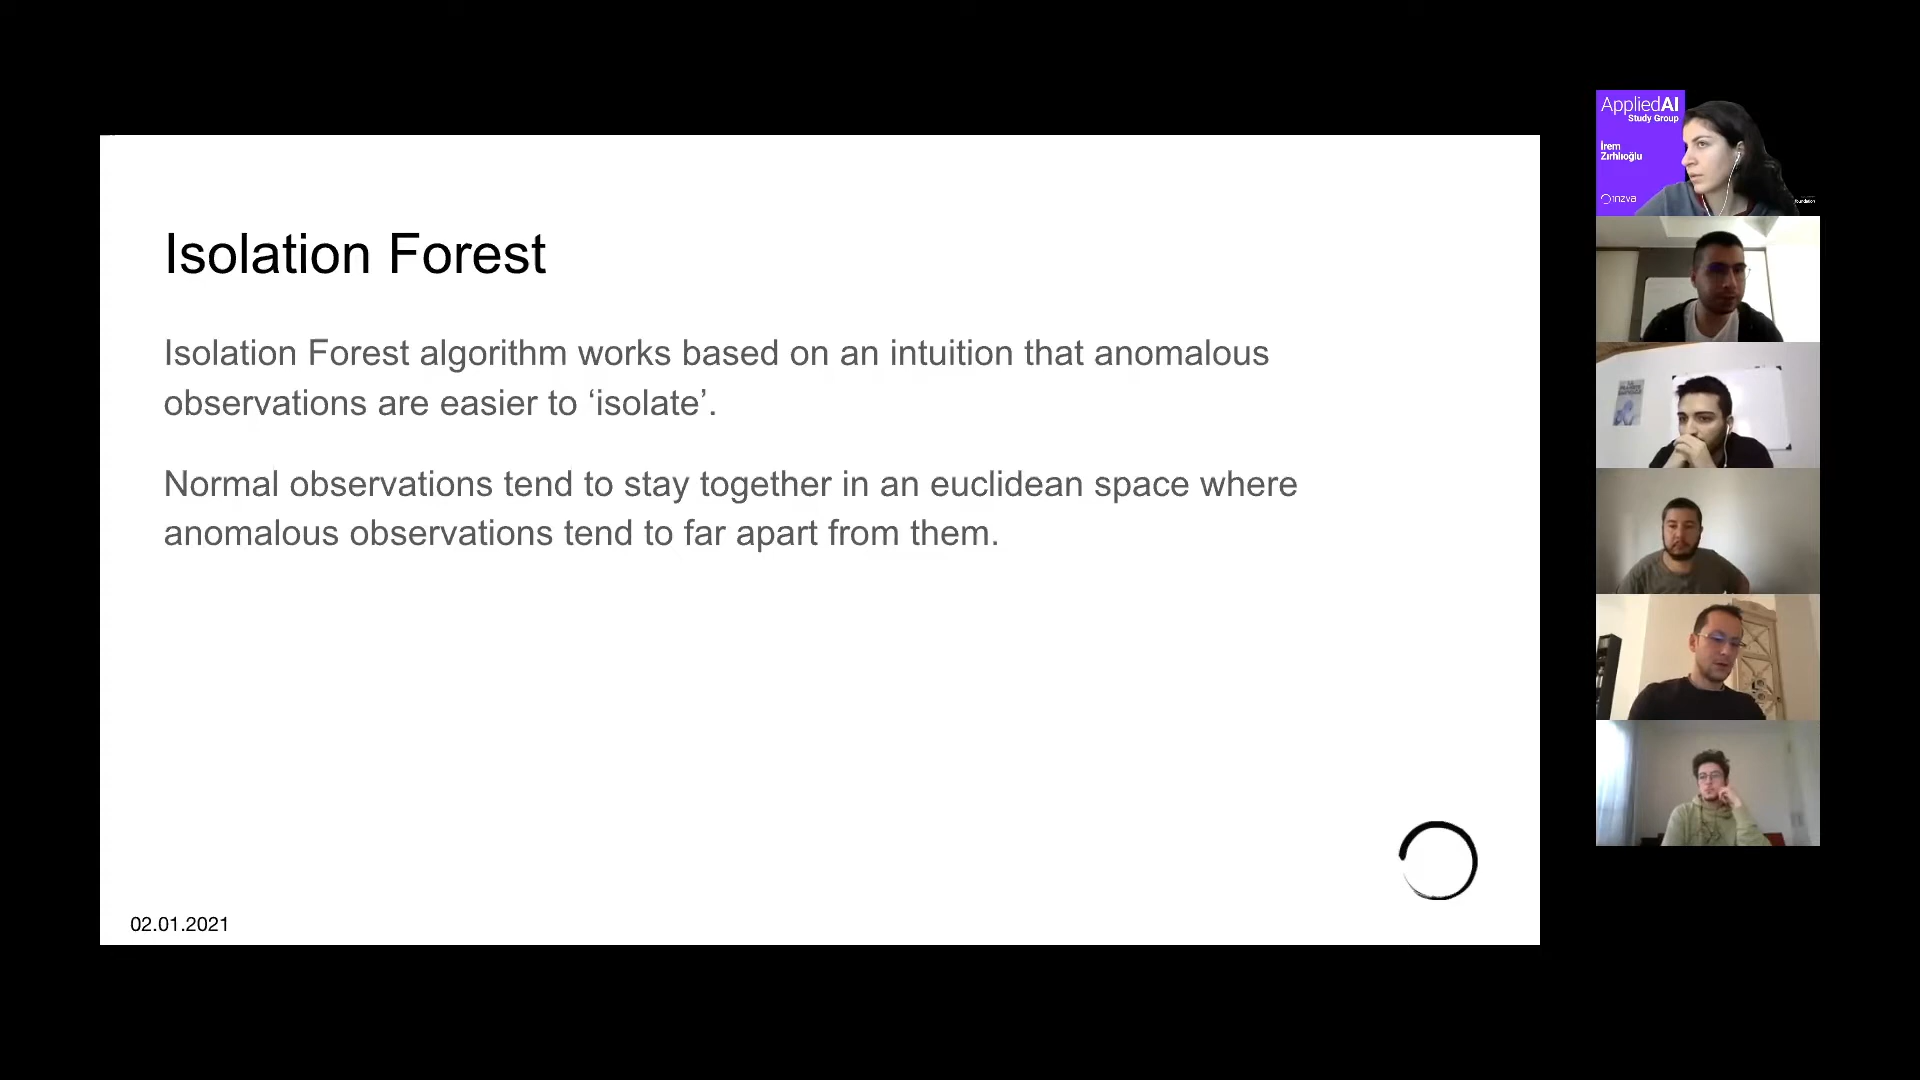 Isolation Forest
Isolation Forest algorithm works based on an intuition that anomalous
observations are easier to ‘isolate’.
Normal observations tend to stay together in an euclidean space where
anomalous observations tend to far apart from them.
02.01.2021
AppliedAI
Study Group
İrem
Zırhlıoğlu
inzva
foundation